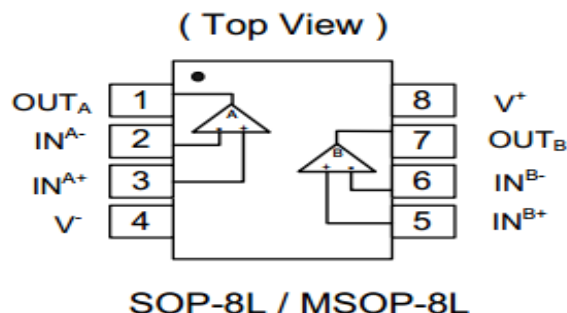 ( Top View )
OUTA 1 8 V+
INA- 2 A - + 7 OUTB
INA+ 3 B + - 6 INB-
V- 4 5 INB+
SOP-8L / MSOP-8L